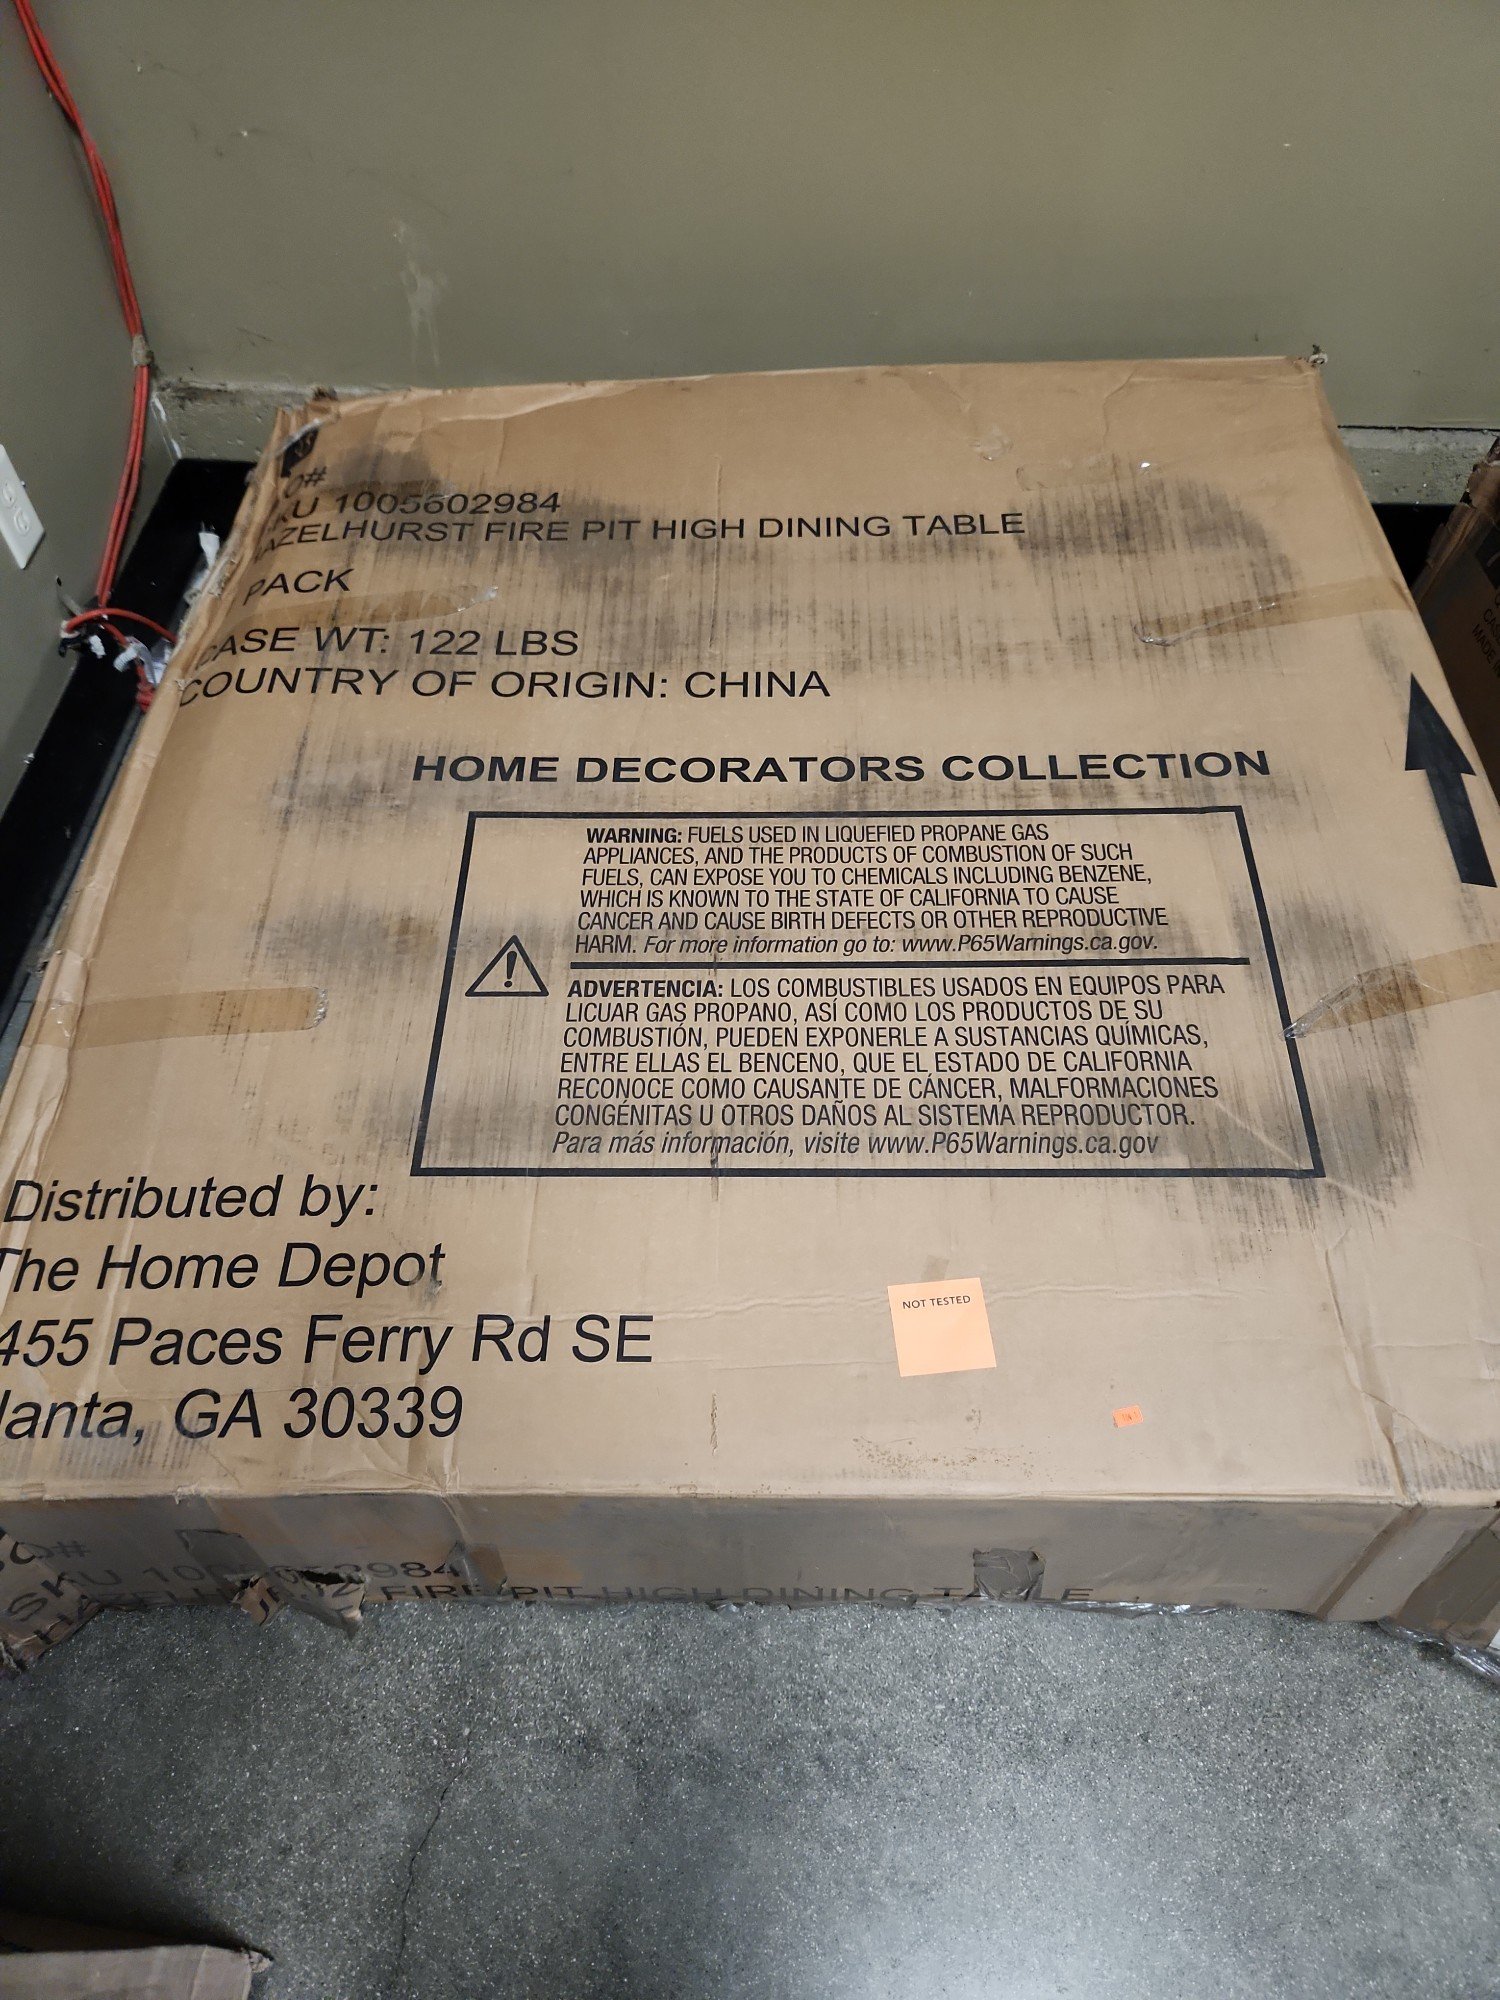 O#
KU 1005602984
AZELHURST FIRE PIT HIGH DINING TABLE
PACK
CASE WT: 122 LBS
COUNTRY OF ORIGIN: CHINA
HOME DECORATORS COLLECTION
WARNING: FUELS USED IN LIQUEFIED PROPANE GAS
APPLIANCES, AND THE PRODUCTS OF COMBUSTION OF SUCH
FUELS, CAN EXPOSE YOU TO CHEMICALS INCLUDING BENZENE,
WHICH IS KNOWN TO THE STATE OF CALIFORNIA TO CAUSE
CANCER AND CAUSE BIRTH DEFECTS OR OTHER REPRODUCTIVE
HARM. For more information go to: www.P65Warnings.ca.gov.
ADVERTENCIA: LOS COMBUSTIBLES USADOS EN EQUIPOS PARA
LICUAR GAS PROPANO, ASÍ COMO LOS PRODUCTOS DE SU
COMBUSTIÓN, PUEDEN EXPONERLE A SUSTANCIAS QUÍMICAS,
ENTRE ELLAS EL BENCENO, QUE EL ESTADO DE CALIFORNIA
RECONOCE COMO CAUSANTE DE CÁNCER, MALFORMACIONES
CONGÉNITAS U OTROS DAÑOS AL SISTEMA REPRODUCTOR.
Para más información, visite www.P65Warnings.ca.gov
Distributed by:
The Home Depot
455 Paces Ferry Rd SE
lanta, GA 30339
NOT TESTED
O#
SKU
FIRE PIT HIGH DINING
MADE